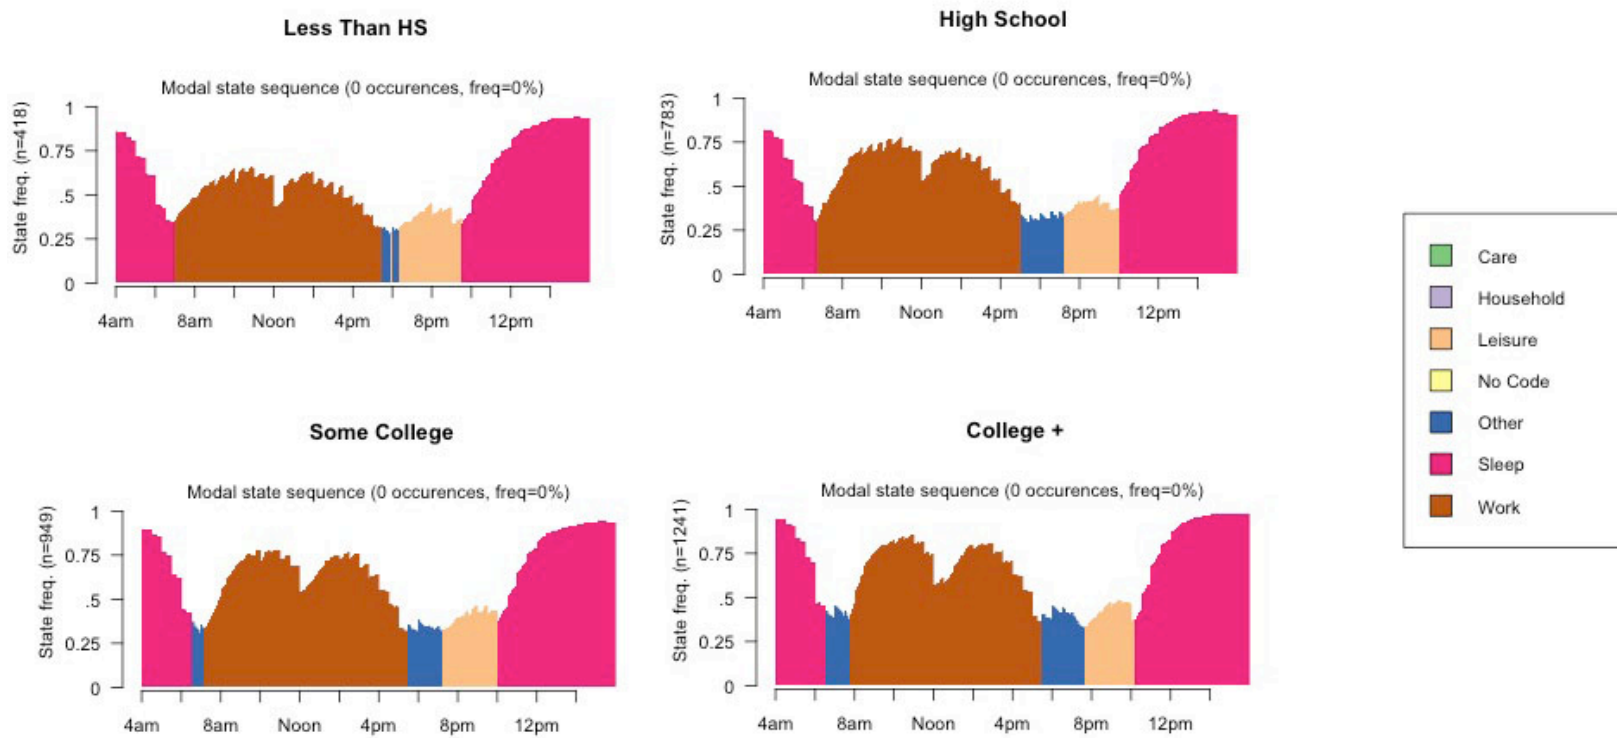 Less Than HS
Modal state sequence (0 occurences, freq=0%)
State freq. (n=418)
1
0.75
.5
0.25
0
4am 8am Noon 4pm 8pm 12pm
High School
Modal state sequence (0 occurences, freq=0%)
State freq. (n=783)
1
0.75
.5
0.25
0
4am 8am Noon 4pm 8pm 12pm
Some College
Modal state sequence (0 occurences, freq=0%)
State freq. (n=949)
1
0.75
.5
0.25
0
4am 8am Noon 4pm 8pm 12pm
College +
Modal state sequence (0 occurences, freq=0%)
State freq. (n=1241)
1
0.75
.5
0.25
0
4am 8am Noon 4pm 8pm 12pm
Care
Household
Leisure
No Code
Other
Sleep
Work